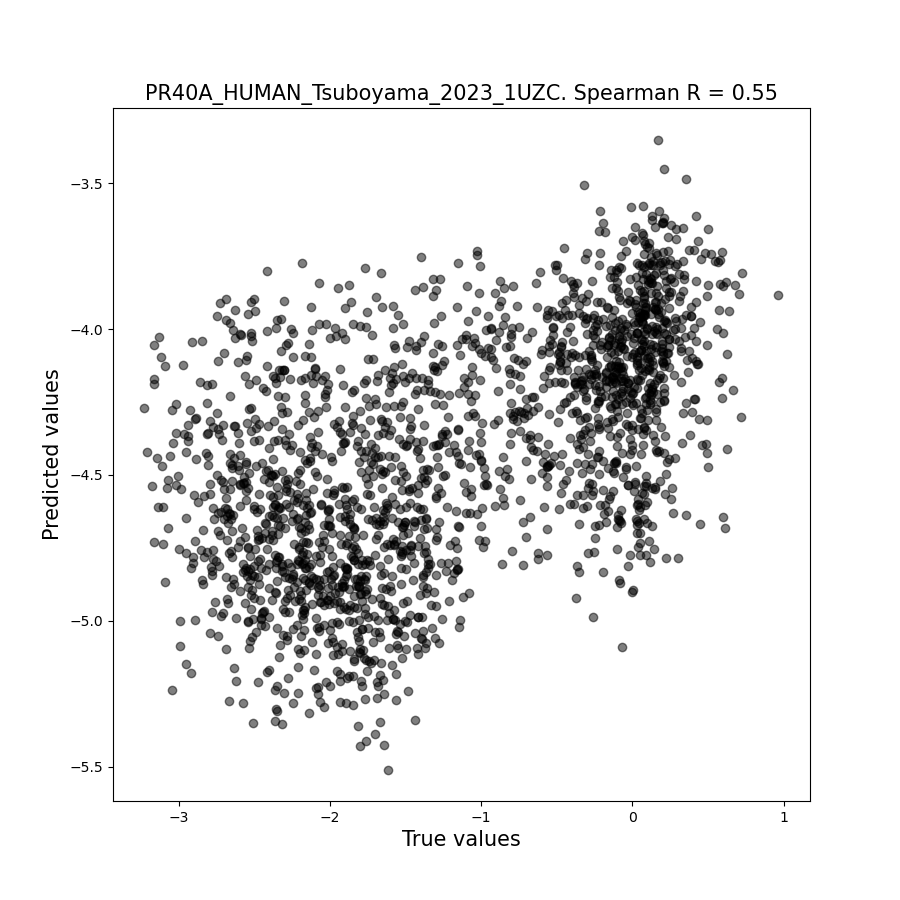 PR40A_HUMAN_Tsuboyama_2023_1UZC. Spearman R = 0.55
−3.5
−4.0
−4.5
−5.0
−5.5
Predicted values
−3 −2 −1 0 1
True values